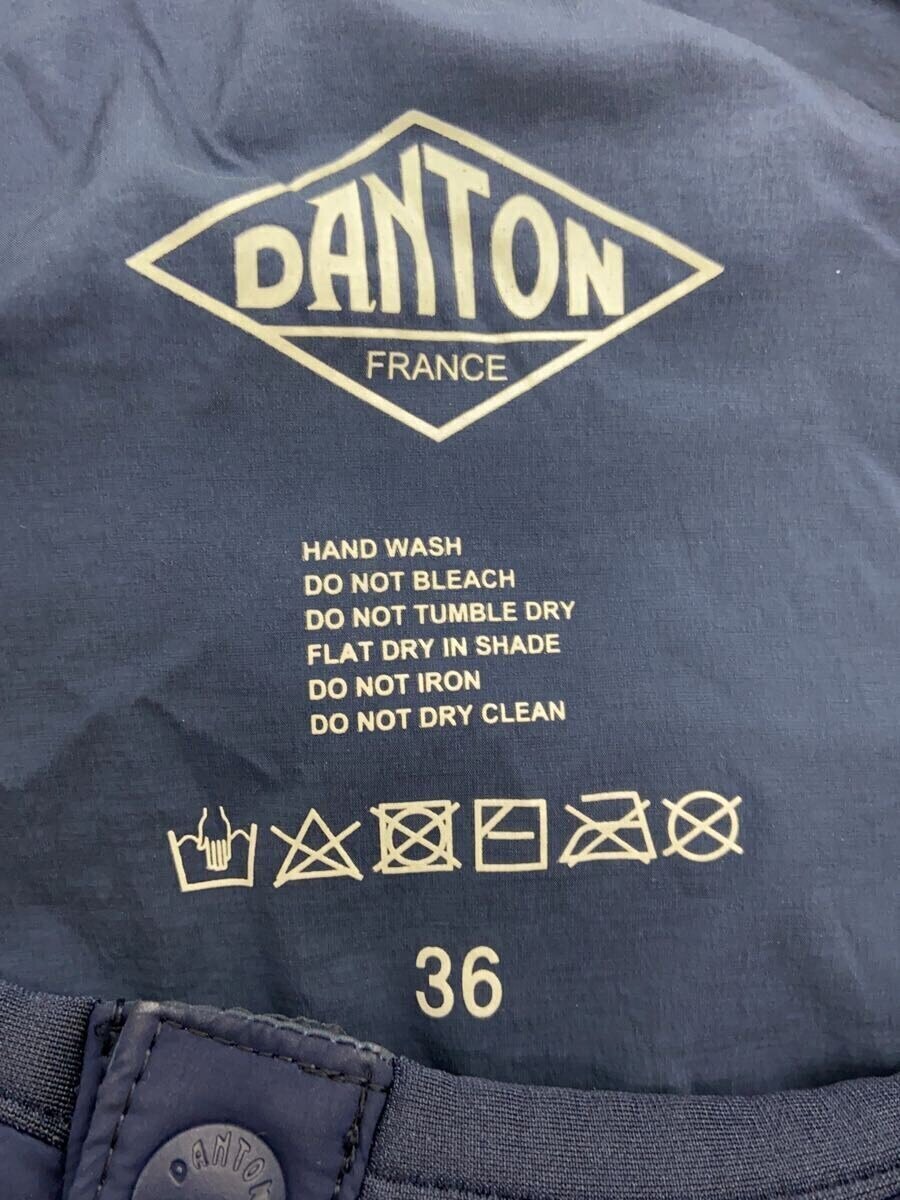 DANTON
FRANCE
HAND WASH
DO NOT BLEACH
DO NOT TUMBLE DRY
FLAT DRY IN SHADE
DO NOT IRON
DO NOT DRY CLEAN
36
DANTON